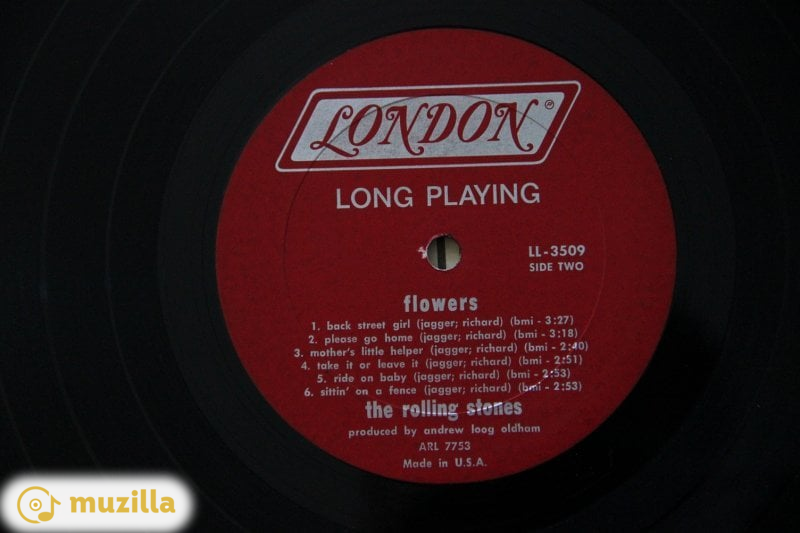 LONDON ®
LONG PLAYING
LL-3509
SIDE TWO
flowers
1. back street girl (jagger; richard) (bmi - 3:27)
2. please go home (jagger; richard) (bmi - 3:18)
3. mother's little helper (jagger; richard) (bmi - 2:40)
4. take it or leave it (jagger; richard) (bmi - 2:51)
5. ride on baby (jagger; richard) (bmi - 2:53)
6. sittin' on a fence (jagger; richard) (bmi - 2:53)
the rolling stones
produced by andrew loog oldham
ARL 7753
Made in U.S.A.
muzilla